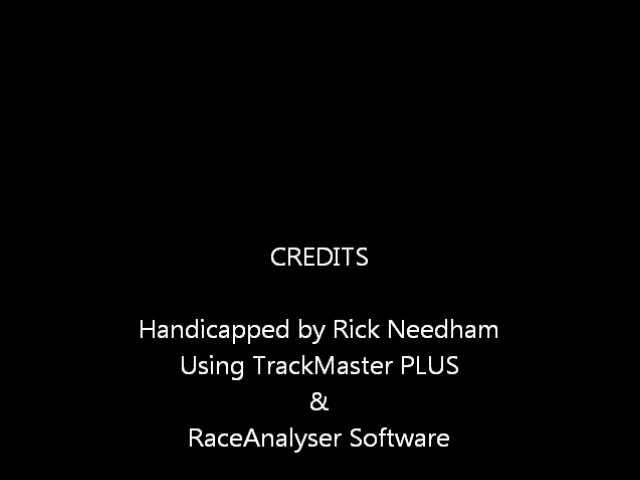 CREDITS
Handicapped by Rick Needham
Using TrackMaster PLUS
&
RaceAnalyser Software